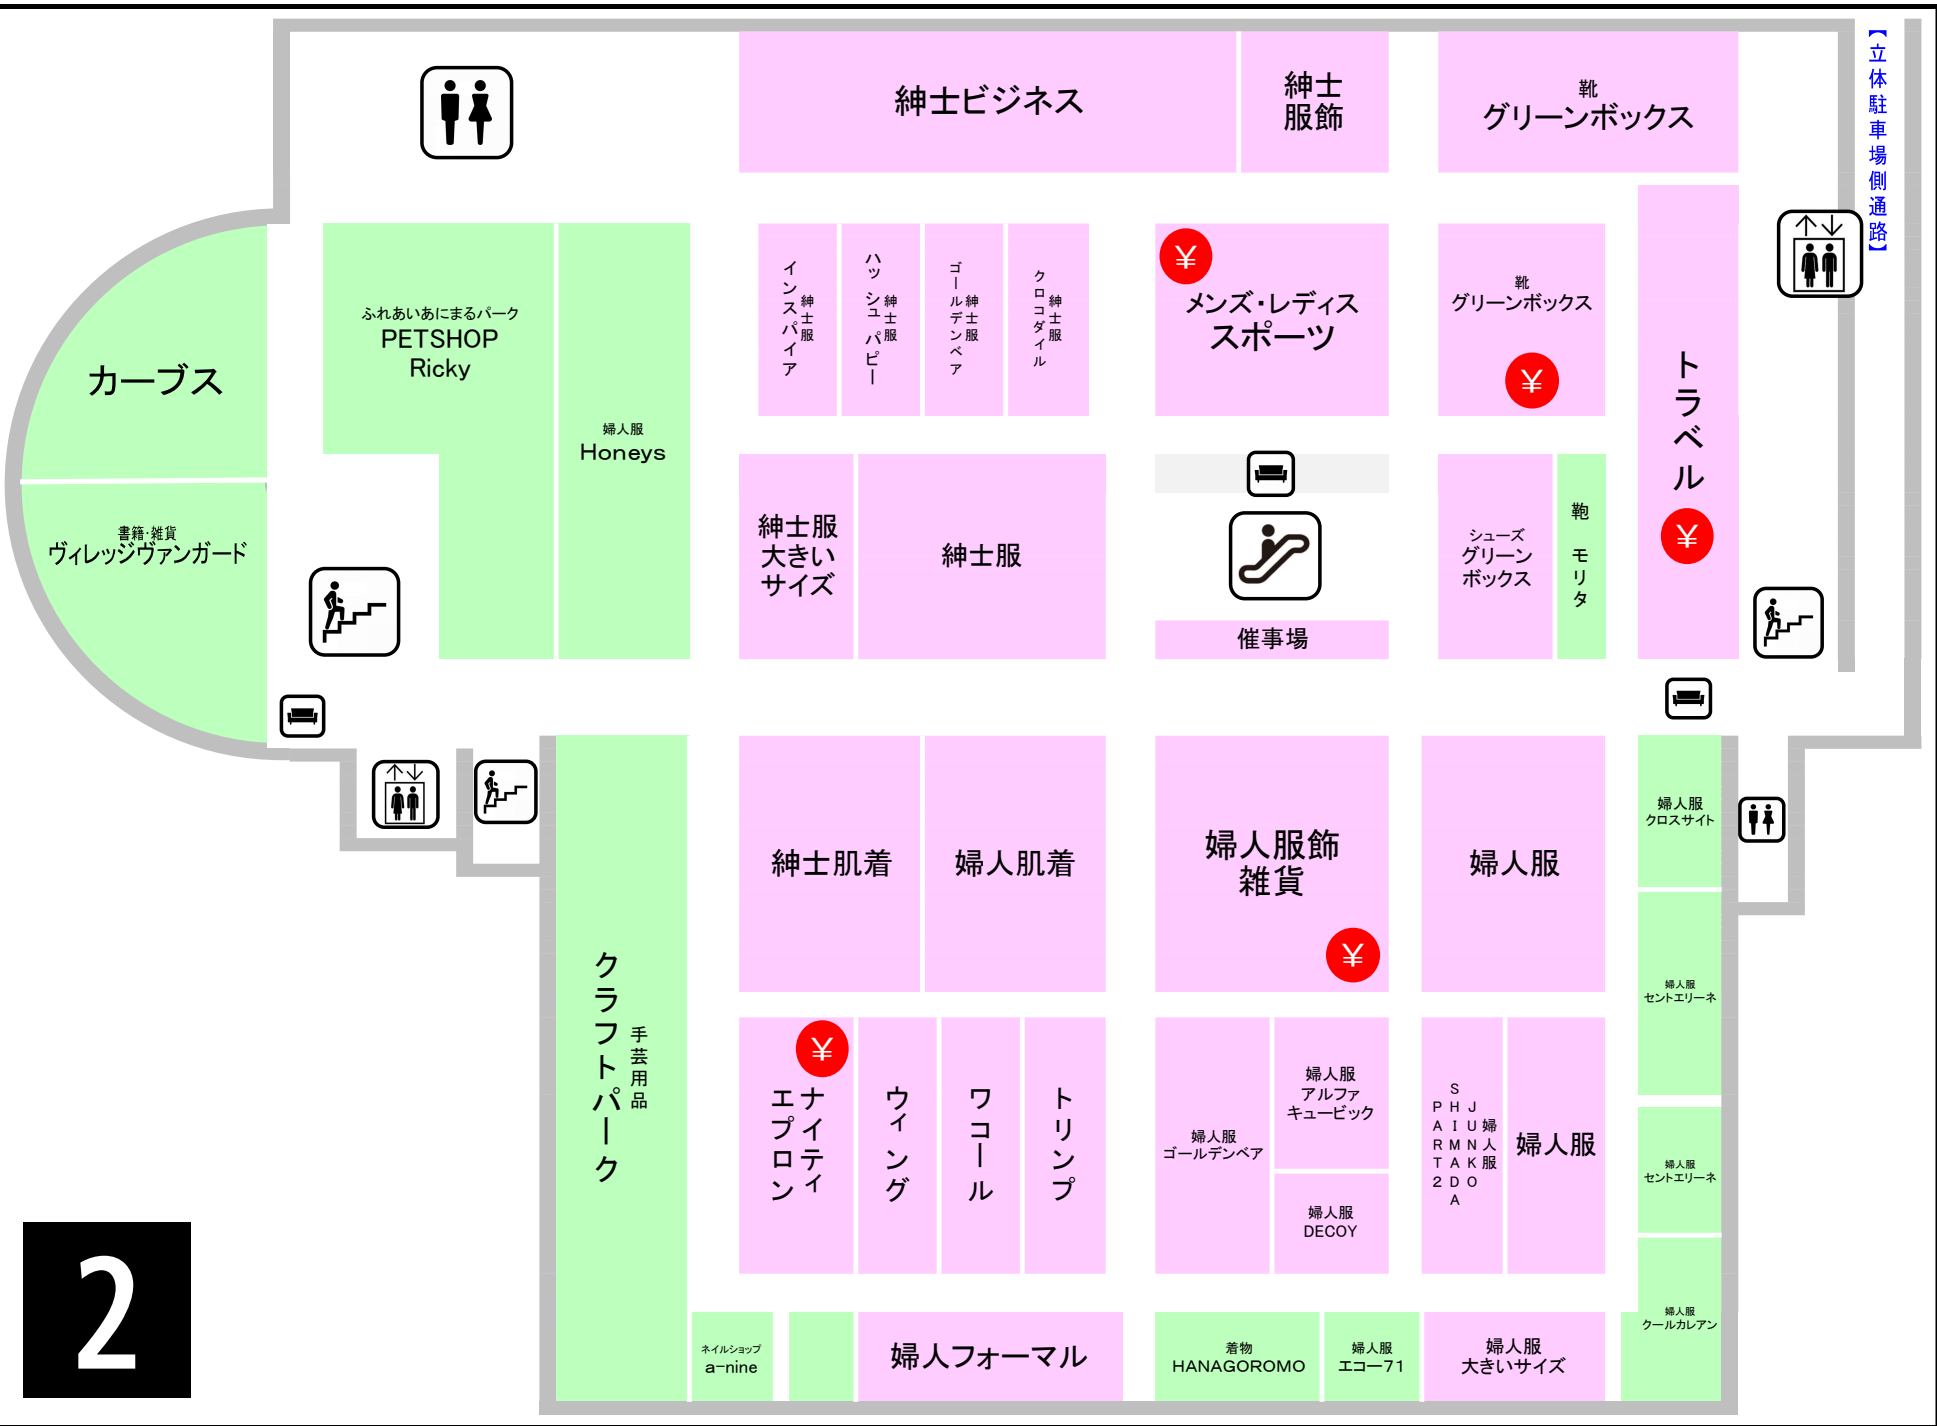 【立体駐車場側通路】
紳士ビジネス
紳士
服飾
靴
グリーンボックス
カーブス
ふれあいあにまるパーク
PETSHOP
Ricky
婦人服
Honeys
紳士服
インスパイア
紳士服
ハッシュパピー
紳士服
ゴールデンベア
紳士服
クロコダイル
¥
メンズ・レディス
スポーツ
靴
グリーンボックス
¥
トラベル
¥
書籍・雑貨
ヴィレッジヴァンガード
紳士服
大きい
サイズ
紳士服
催事場
シューズ
グリーン
ボックス
鞄 モリタ
手芸用品
クラフトパーク
紳士肌着
婦人肌着
婦人服飾
雑貨
¥
婦人服
婦人服
クロスサイト
婦人服
セントエリーネ
¥
ナイティ
エプロン
ウィング
ワコール
トリンプ
婦人服
ゴールデンベア
婦人服
アルファ
キュービック
婦人服
DECOY
婦人服
JUNKO
SHIMADA
PART2
婦人服
婦人服
セントエリーネ
婦人服
クールカレアン
2
ネイルショップ
a-nine
婦人フォーマル
着物
HANAGOROMO
婦人服
エコー71
婦人服
大きいサイズ